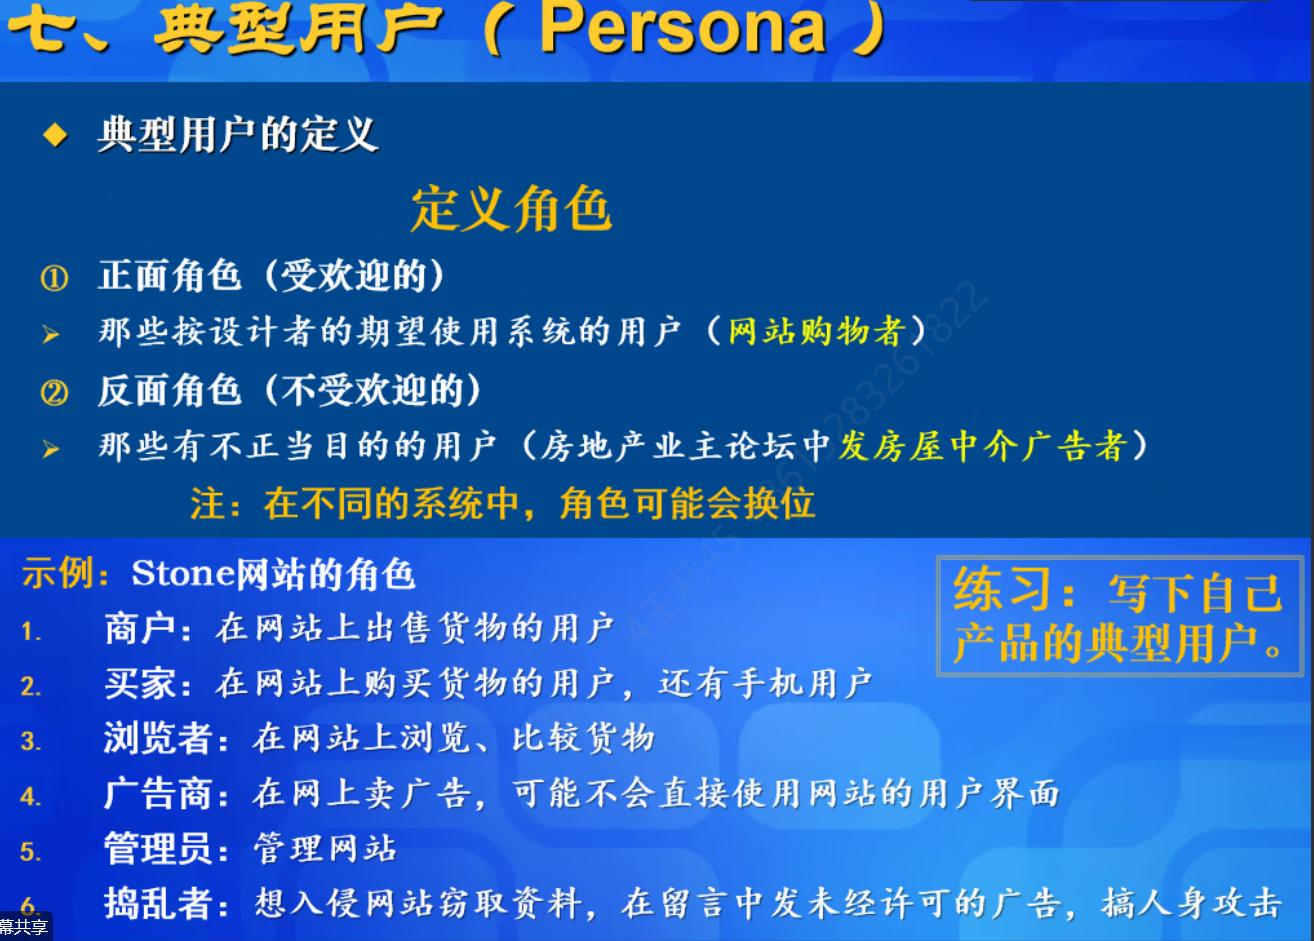 七、典型用户（Persona）
◆ 典型用户的定义
定义角色
① 正面角色（受欢迎的）
➢ 那些按设计者的期望使用系统的用户（网站购物者）
② 反面角色（不受欢迎的）
➢ 那些有不正当目的的用户（房地产业主论坛中发房屋中介广告者）
注：在不同的系统中，角色可能会换位
示例：Stone网站的角色
1. 商户：在网站上出售货物的用户
2. 买家：在网站上购买货物的用户，还有手机用户
3. 浏览者：在网站上浏览、比较货物
4. 广告商：在网上卖广告，可能不会直接使用网站的用户界面
5. 管理员：管理网站
6. 捣乱者：想入侵网站窃取资料，在留言中发未经许可的广告，搞人身攻击
练习：写下自己
产品的典型用户。
幕共享